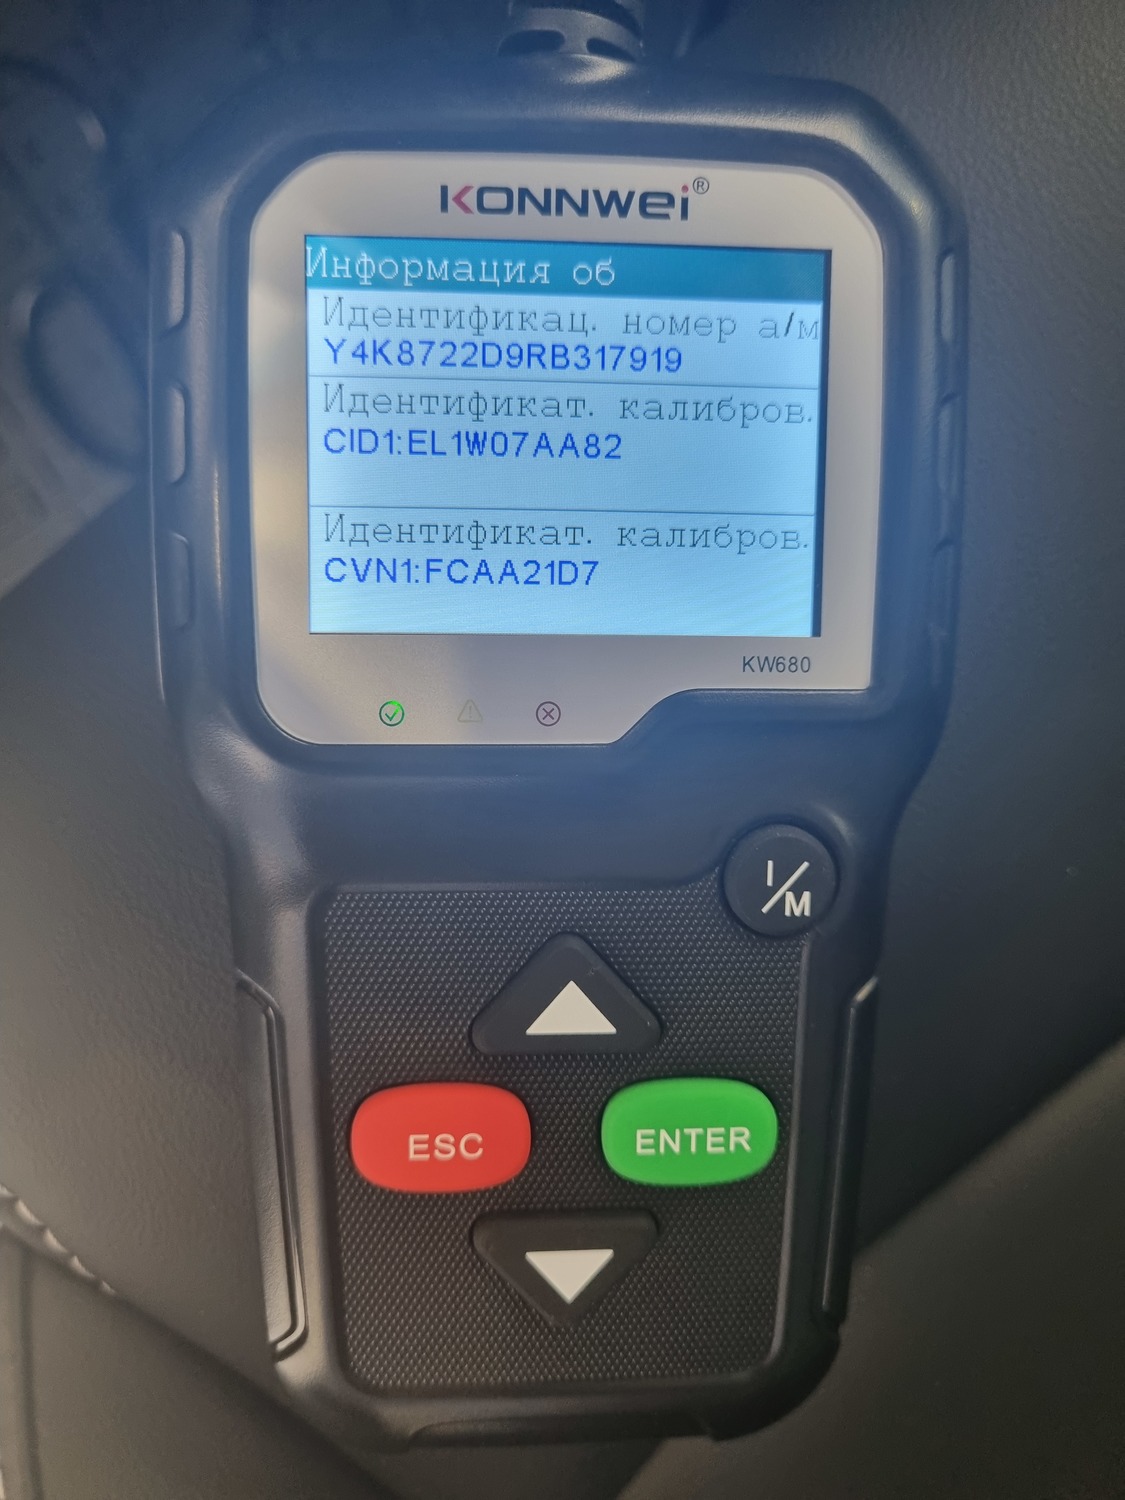 KONNWEI®
Информация об
Идентификац. номер а/м
Y4K8722D9RB317919
Идентификат. калибров.
CID1:EL1W07AA82
Идентификат. калибров.
CVN1:FCAA21D7
KW680
I/M
ESC
ENTER